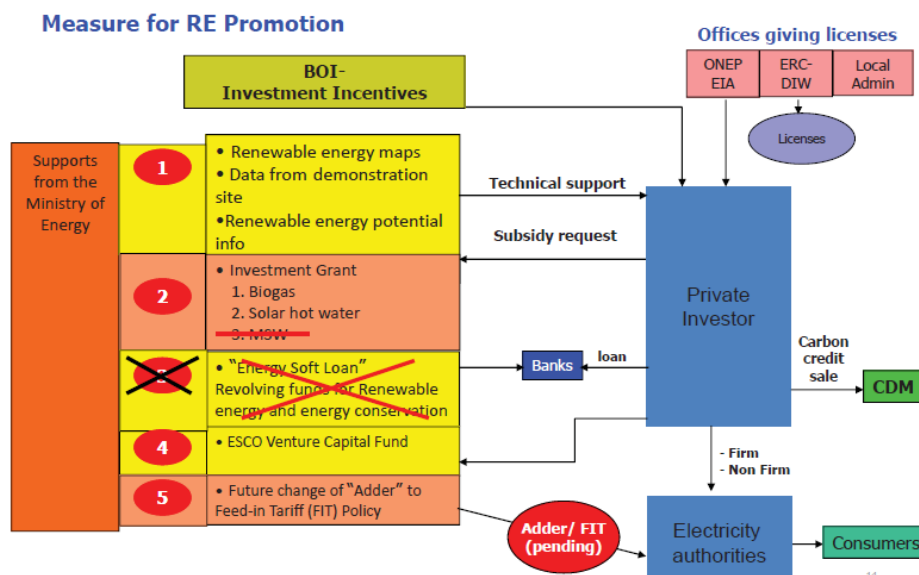 Measure for RE Promotion
Offices giving licenses
BOI-
Investment Incentives
ONEP
EIA
ERC-
DIW
Local
Admin
Licenses
Supports
from the
Ministry of
Energy
1
• Renewable energy maps
• Data from demonstration
site
•Renewable energy potential
info
Technical support
Subsidy request
2
• Investment Grant
1. Biogas
2. Solar hot water
3. MSW
Private
Investor
3
• "Energy Soft Loan"
Revolving funds for Renewable
energy and energy conservation
Banks
loan
Carbon
credit
sale
CDM
4
• ESCO Venture Capital Fund
- Firm
- Non Firm
5
• Future change of "Adder" to
Feed-in Tariff (FIT) Policy
Adder/ FIT
(pending)
Electricity
authorities
Consumers